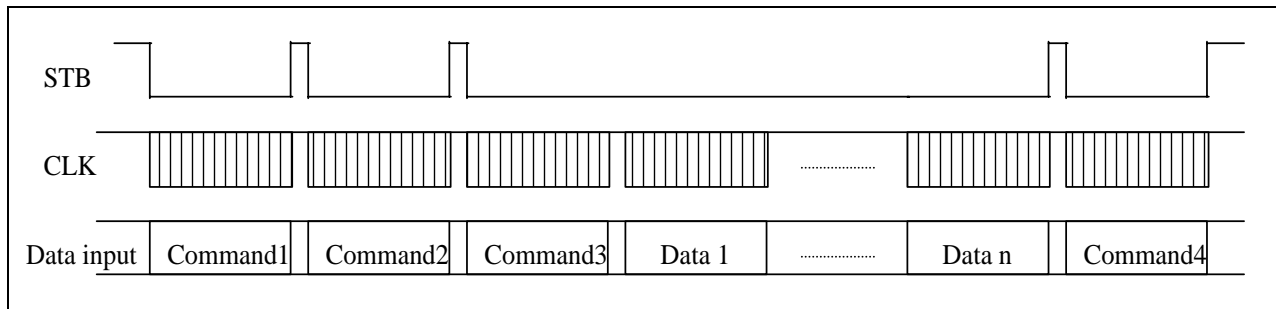 STB
CLK
....................
Data input Command1 Command2 Command3 Data 1 .................... Data n Command4